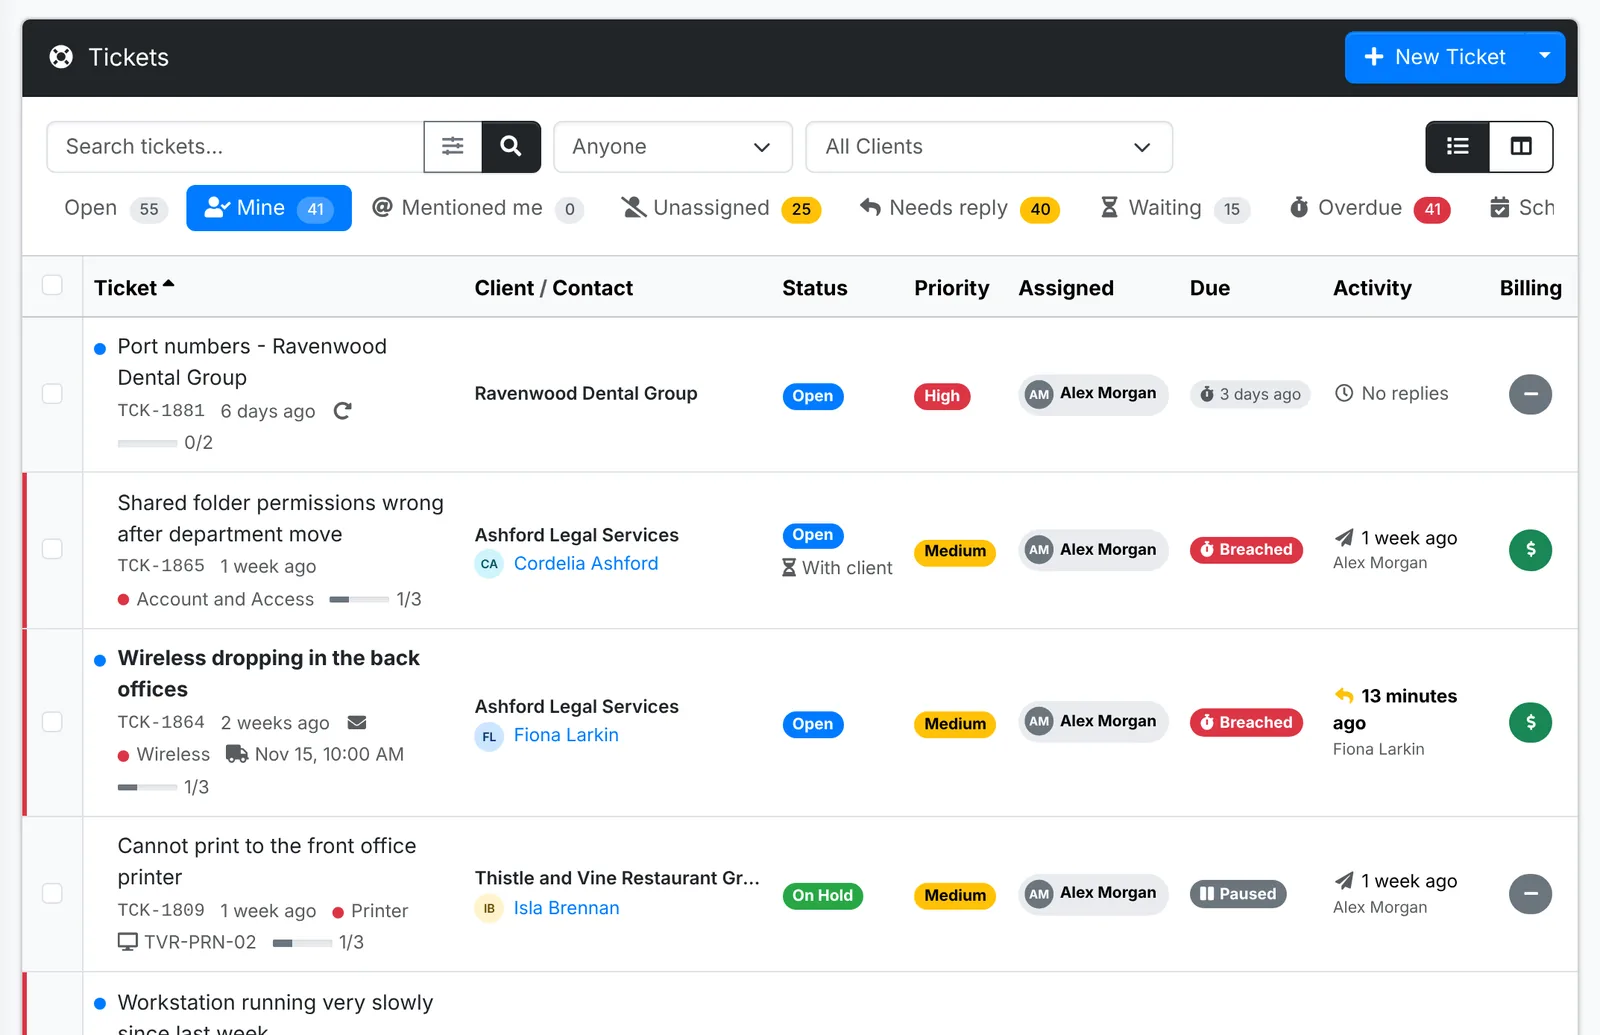 Tickets
New Ticket
Search tickets...
Anyone
All Clients
Open 55
Mine 41
Mentioned me 0
Unassigned 25
Needs reply 40
Waiting 15
Overdue 41
Sch
Ticket Client / Contact Status Priority Assigned Due Activity Billing
Port numbers - Ravenwood
Dental Group
TCK-1881 6 days ago
0/2
Ravenwood Dental Group
Open
High
AM Alex Morgan
3 days ago
No replies
Shared folder permissions wrong
after department move
TCK-1865 1 week ago
Account and Access 1/3
Ashford Legal Services
CA Cordelia Ashford
Open
With client
Medium
AM Alex Morgan
Breached
1 week ago
Alex Morgan
$
Wireless dropping in the back
offices
TCK-1864 2 weeks ago
Wireless Nov 15, 10:00 AM
1/3
Ashford Legal Services
FL Fiona Larkin
Open
Medium
AM Alex Morgan
Breached
13 minutes
ago
Fiona Larkin
$
Cannot print to the front office
printer
TCK-1809 1 week ago Printer
TVR-PRN-02 1/3
Thistle and Vine Restaurant Gr...
IB Isla Brennan
On Hold
Medium
AM Alex Morgan
Paused
1 week ago
Alex Morgan
Workstation running very slowly
since last week